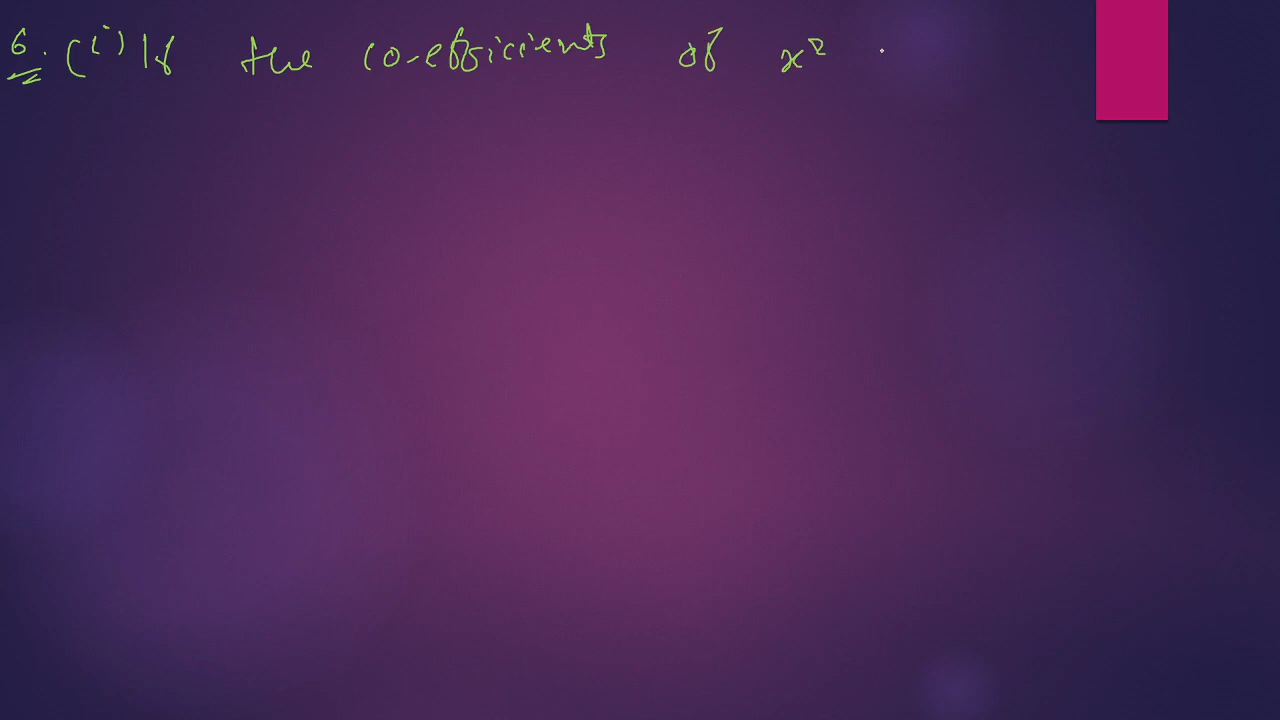 6. (i) If the co-efficients of x²